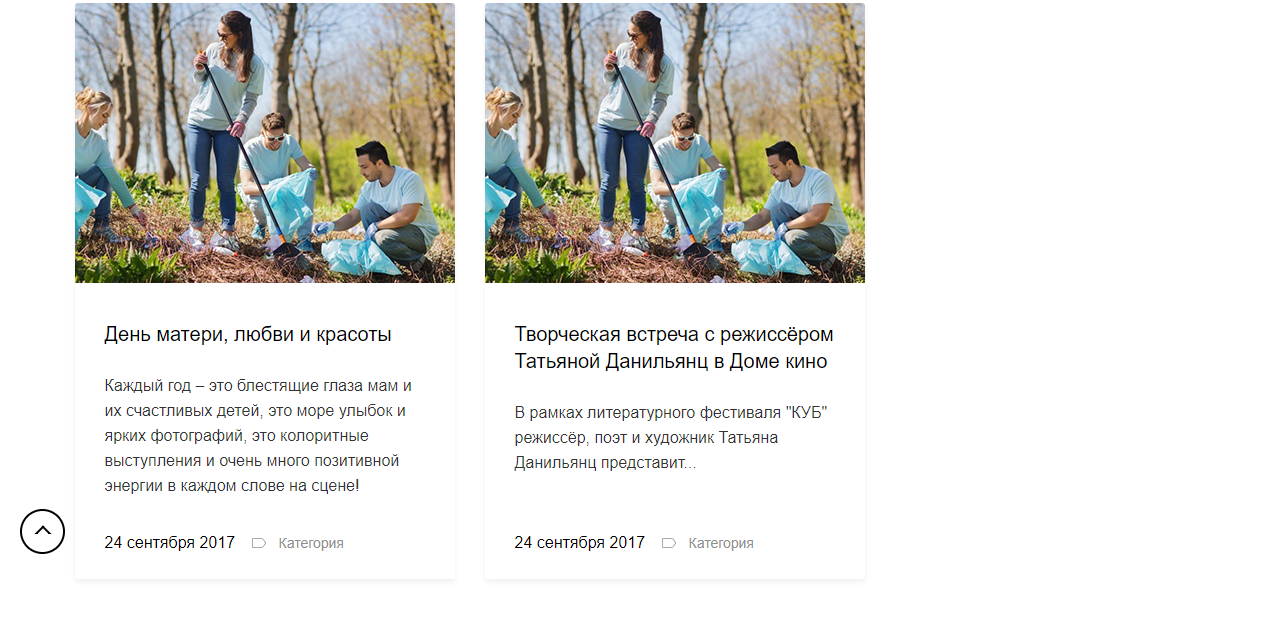 День матери, любви и красоты
Каждый год – это блестящие глаза мам и
их счастливых детей, это море улыбок и
ярких фотографий, это колоритные
выступления и очень много позитивной
энергии в каждом слове на сцене!
24 сентября 2017 Категория
Творческая встреча с режиссёром
Татьяной Данильянц в Доме кино
В рамках литературного фестиваля "КУБ"
режиссёр, поэт и художник Татьяна
Данильянц представит...
24 сентября 2017 Категория